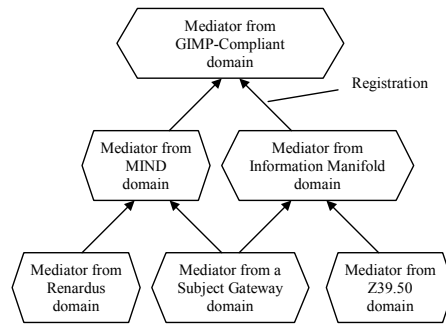 Mediator from
GIMP-Compliant
domain
Registration
Mediator from
MIND
domain
Mediator from
Information Manifold
domain
Mediator from
Renardus
domain
Mediator from a
Subject Gateway
domain
Mediator from
Z39.50
domain